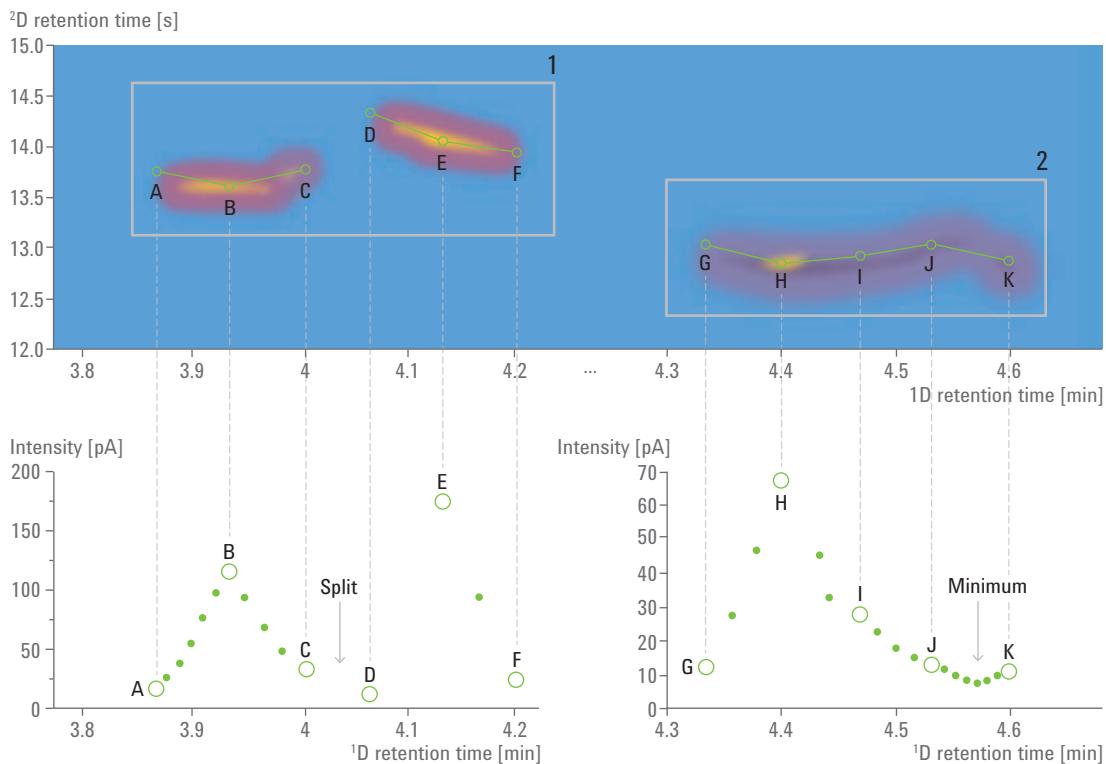 ²D retention time [s]
15.0
14.5
14.0
13.5
13.0
12.5
12.0
1
2
A
B
C
D
E
F
G
H
I
J
K
3.8 3.9 4 4.1 4.2 ... 4.3 4.4 4.5 4.6
1D retention time [min]
Intensity [pA]
200
150
100
50
0
A
B
C
Split
D
E
F
3.8 3.9 4 4.1 4.2
¹D retention time [min]
Intensity [pA]
70
60
50
40
30
20
10
0
G
H
I
J
Minimum
K
4.3 4.4 4.5 4.6
¹D retention time [min]